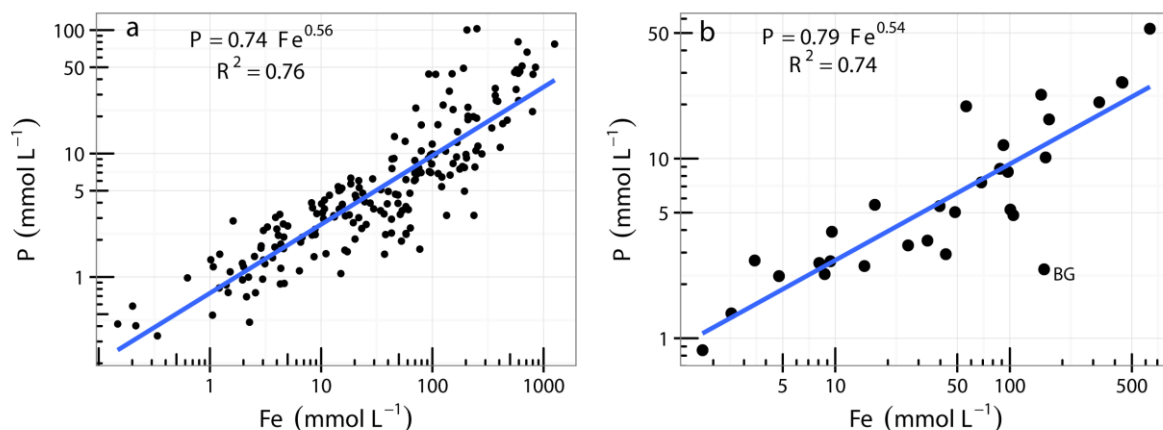 a
P = 0.74 Fe^0.56
R² = 0.76
100
50
10
5
1
P (mmol L⁻¹)
1 10 100 1000
Fe (mmol L⁻¹)
b
P = 0.79 Fe^0.54
R² = 0.74
50
10
5
1
P (mmol L⁻¹)
BG
5 10 50 100 500
Fe (mmol L⁻¹)